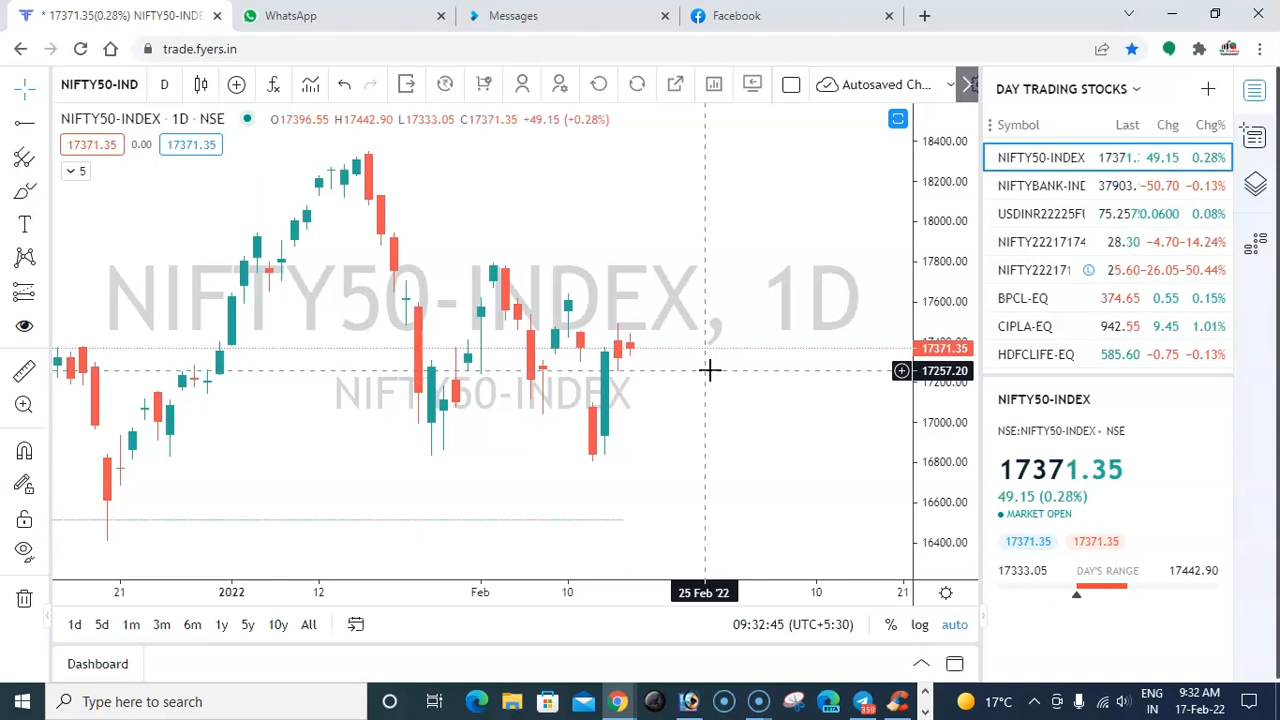 * 17371.35(0.28%) NIFTY50-INDE
WhatsApp
Messages
Facebook
trade.fyers.in
NIFTY50-IND
D
Autosaved Ch...
NIFTY50-INDEX · 1D · NSE
O17396.55 H17442.90 L17333.05 C17371.35 +49.15 (+0.28%)
17371.35 0.00 17371.35
5
NIFTY50-INDEX, 1D
NIFTY50-INDEX
18400.00
18200.00
18000.00
17800.00
17600.00
17400.00
17371.35
17257.20
17200.00
17000.00
16800.00
16600.00
16400.00
21
2022
12
Feb
10
25 Feb '22
10
21
1d 5d 1m 3m 6m 1y 5y 10y All
09:32:45 (UTC+5:30) % log auto
Dashboard
DAY TRADING STOCKS
Symbol Last Chg Chg%
NIFTY50-INDEX 17371. 49.15 0.28%
NIFTYBANK-IND 37903. -50.70 -0.13%
USDINR22225FU 75.257 0.0600 0.08%
NIFTY22217174 28.30 -4.70 -14.24%
NIFTY222171 L 25.60 -26.05 -50.44%
BPCL-EQ 374.65 0.55 0.15%
CIPLA-EQ 942.55 9.45 1.01%
HDFCLIFE-EQ 585.60 -0.75 -0.13%
NIFTY50-INDEX
NSE:NIFTY50-INDEX • NSE
17371.35
49.15 (0.28%)
MARKET OPEN
17371.35 17371.35
17333.05 DAY'S RANGE 17442.90
Type here to search
BETA
359
17°C
ENG
IN
9:32 AM
17-Feb-22